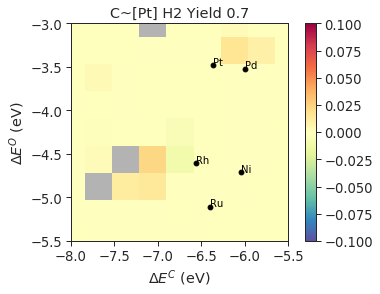 C~[Pt] H2 Yield 0.7
−3.0
−3.5
−4.0
−4.5
−5.0
−5.5
ΔE^O (eV)
Pt
Pd
Rh
Ni
Ru
−8.0 −7.5 −7.0 −6.5 −6.0 −5.5
ΔE^C (eV)
0.100
0.075
0.050
0.025
0.000
−0.025
−0.050
−0.075
−0.100